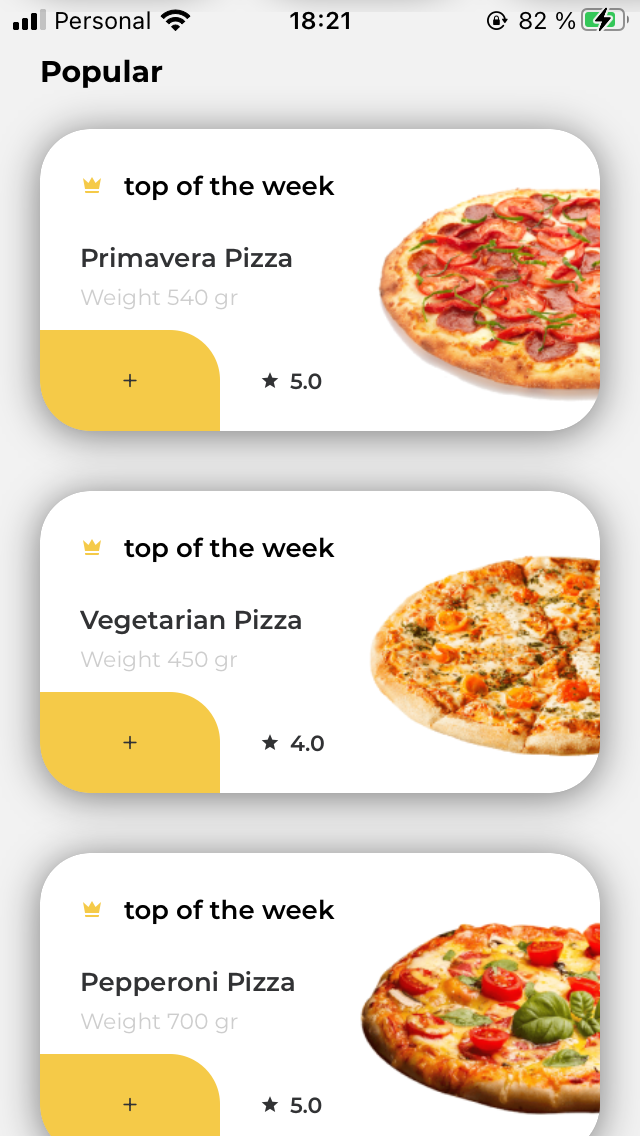 Personal 18:21 82 %
Popular
top of the week
Primavera Pizza
Weight 540 gr
+ 5.0
top of the week
Vegetarian Pizza
Weight 450 gr
+ 4.0
top of the week
Pepperoni Pizza
Weight 700 gr
+ 5.0